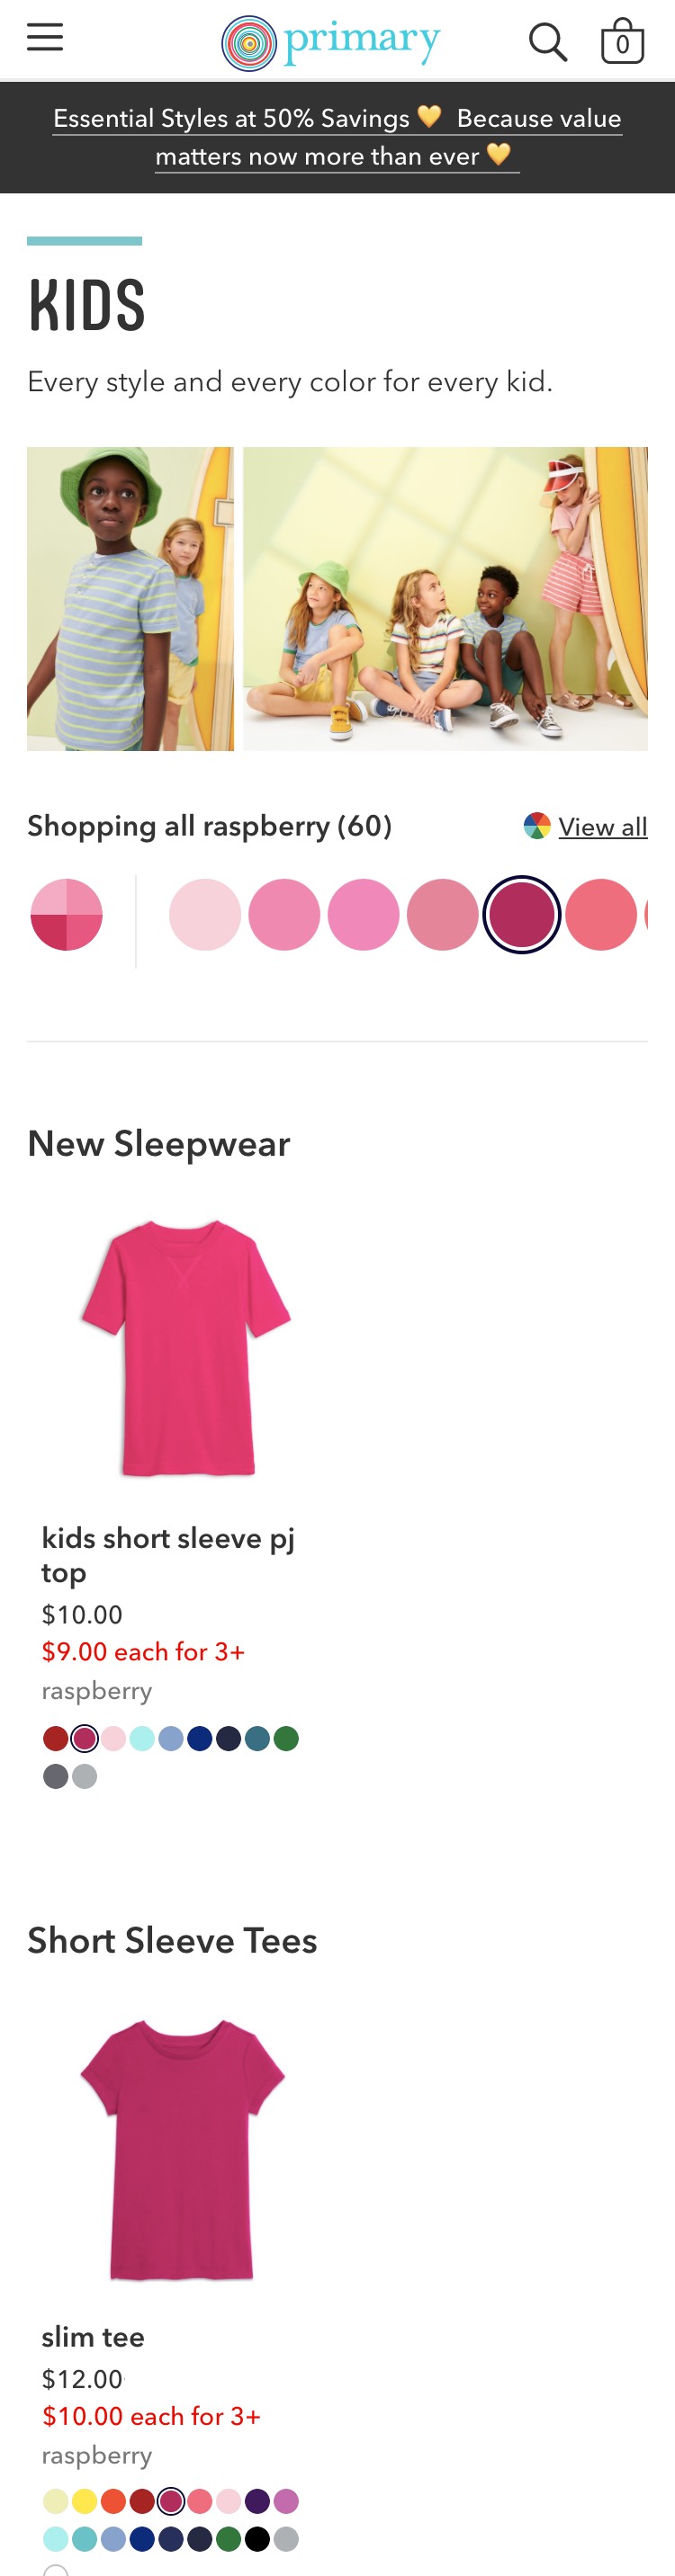 primary
0
Essential Styles at 50% Savings 💛 Because value
matters now more than ever 💛
KIDS
Every style and every color for every kid.
Shopping all raspberry (60)
View all
New Sleepwear
kids short sleeve pj
top
$10.00
$9.00 each for 3+
raspberry
Short Sleeve Tees
slim tee
$12.00
$10.00 each for 3+
raspberry